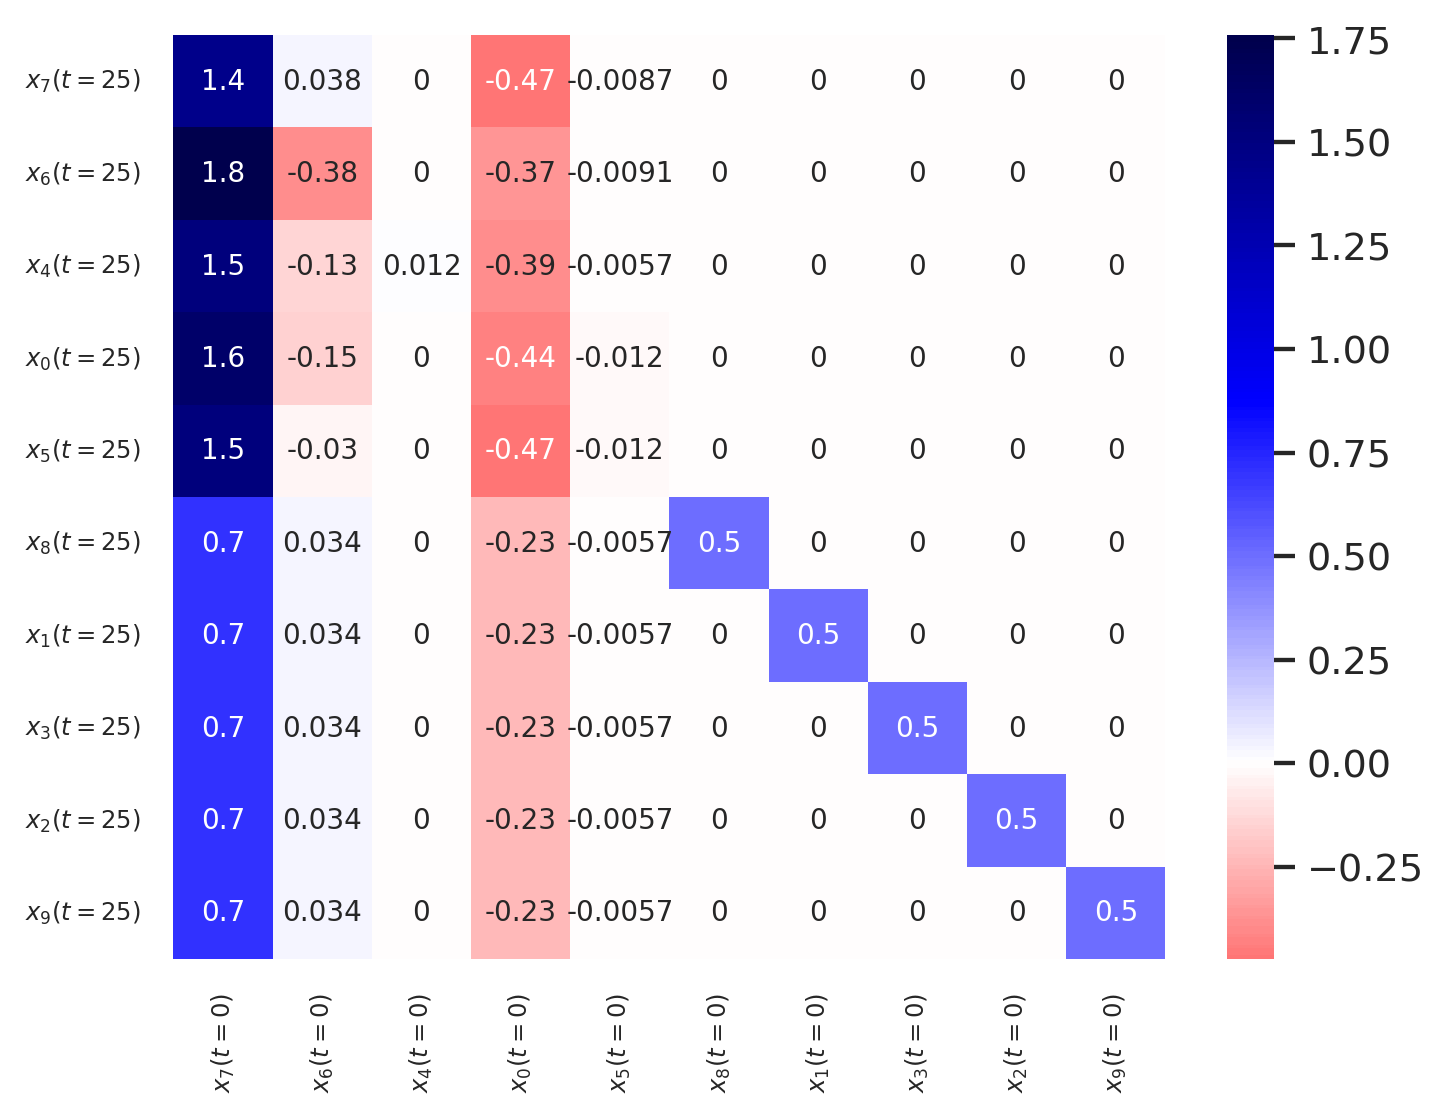 x₇(t = 25) 1.4 0.038 0 -0.47 -0.0087 0 0 0 0 0
x₆(t = 25) 1.8 -0.38 0 -0.37 -0.0091 0 0 0 0 0
x₄(t = 25) 1.5 -0.13 0.012 -0.39 -0.0057 0 0 0 0 0
x₀(t = 25) 1.6 -0.15 0 -0.44 -0.012 0 0 0 0 0
x₅(t = 25) 1.5 -0.03 0 -0.47 -0.012 0 0 0 0 0
x₈(t = 25) 0.7 0.034 0 -0.23 -0.0057 0.5 0 0 0 0
x₁(t = 25) 0.7 0.034 0 -0.23 -0.0057 0 0.5 0 0 0
x₃(t = 25) 0.7 0.034 0 -0.23 -0.0057 0 0 0.5 0 0
x₂(t = 25) 0.7 0.034 0 -0.23 -0.0057 0 0 0 0.5 0
x₉(t = 25) 0.7 0.034 0 -0.23 -0.0057 0 0 0 0 0.5
x₇(t = 0)
x₆(t = 0)
x₄(t = 0)
x₀(t = 0)
x₅(t = 0)
x₈(t = 0)
x₁(t = 0)
x₃(t = 0)
x₂(t = 0)
x₉(t = 0)
1.75
1.50
1.25
1.00
0.75
0.50
0.25
0.00
−0.25